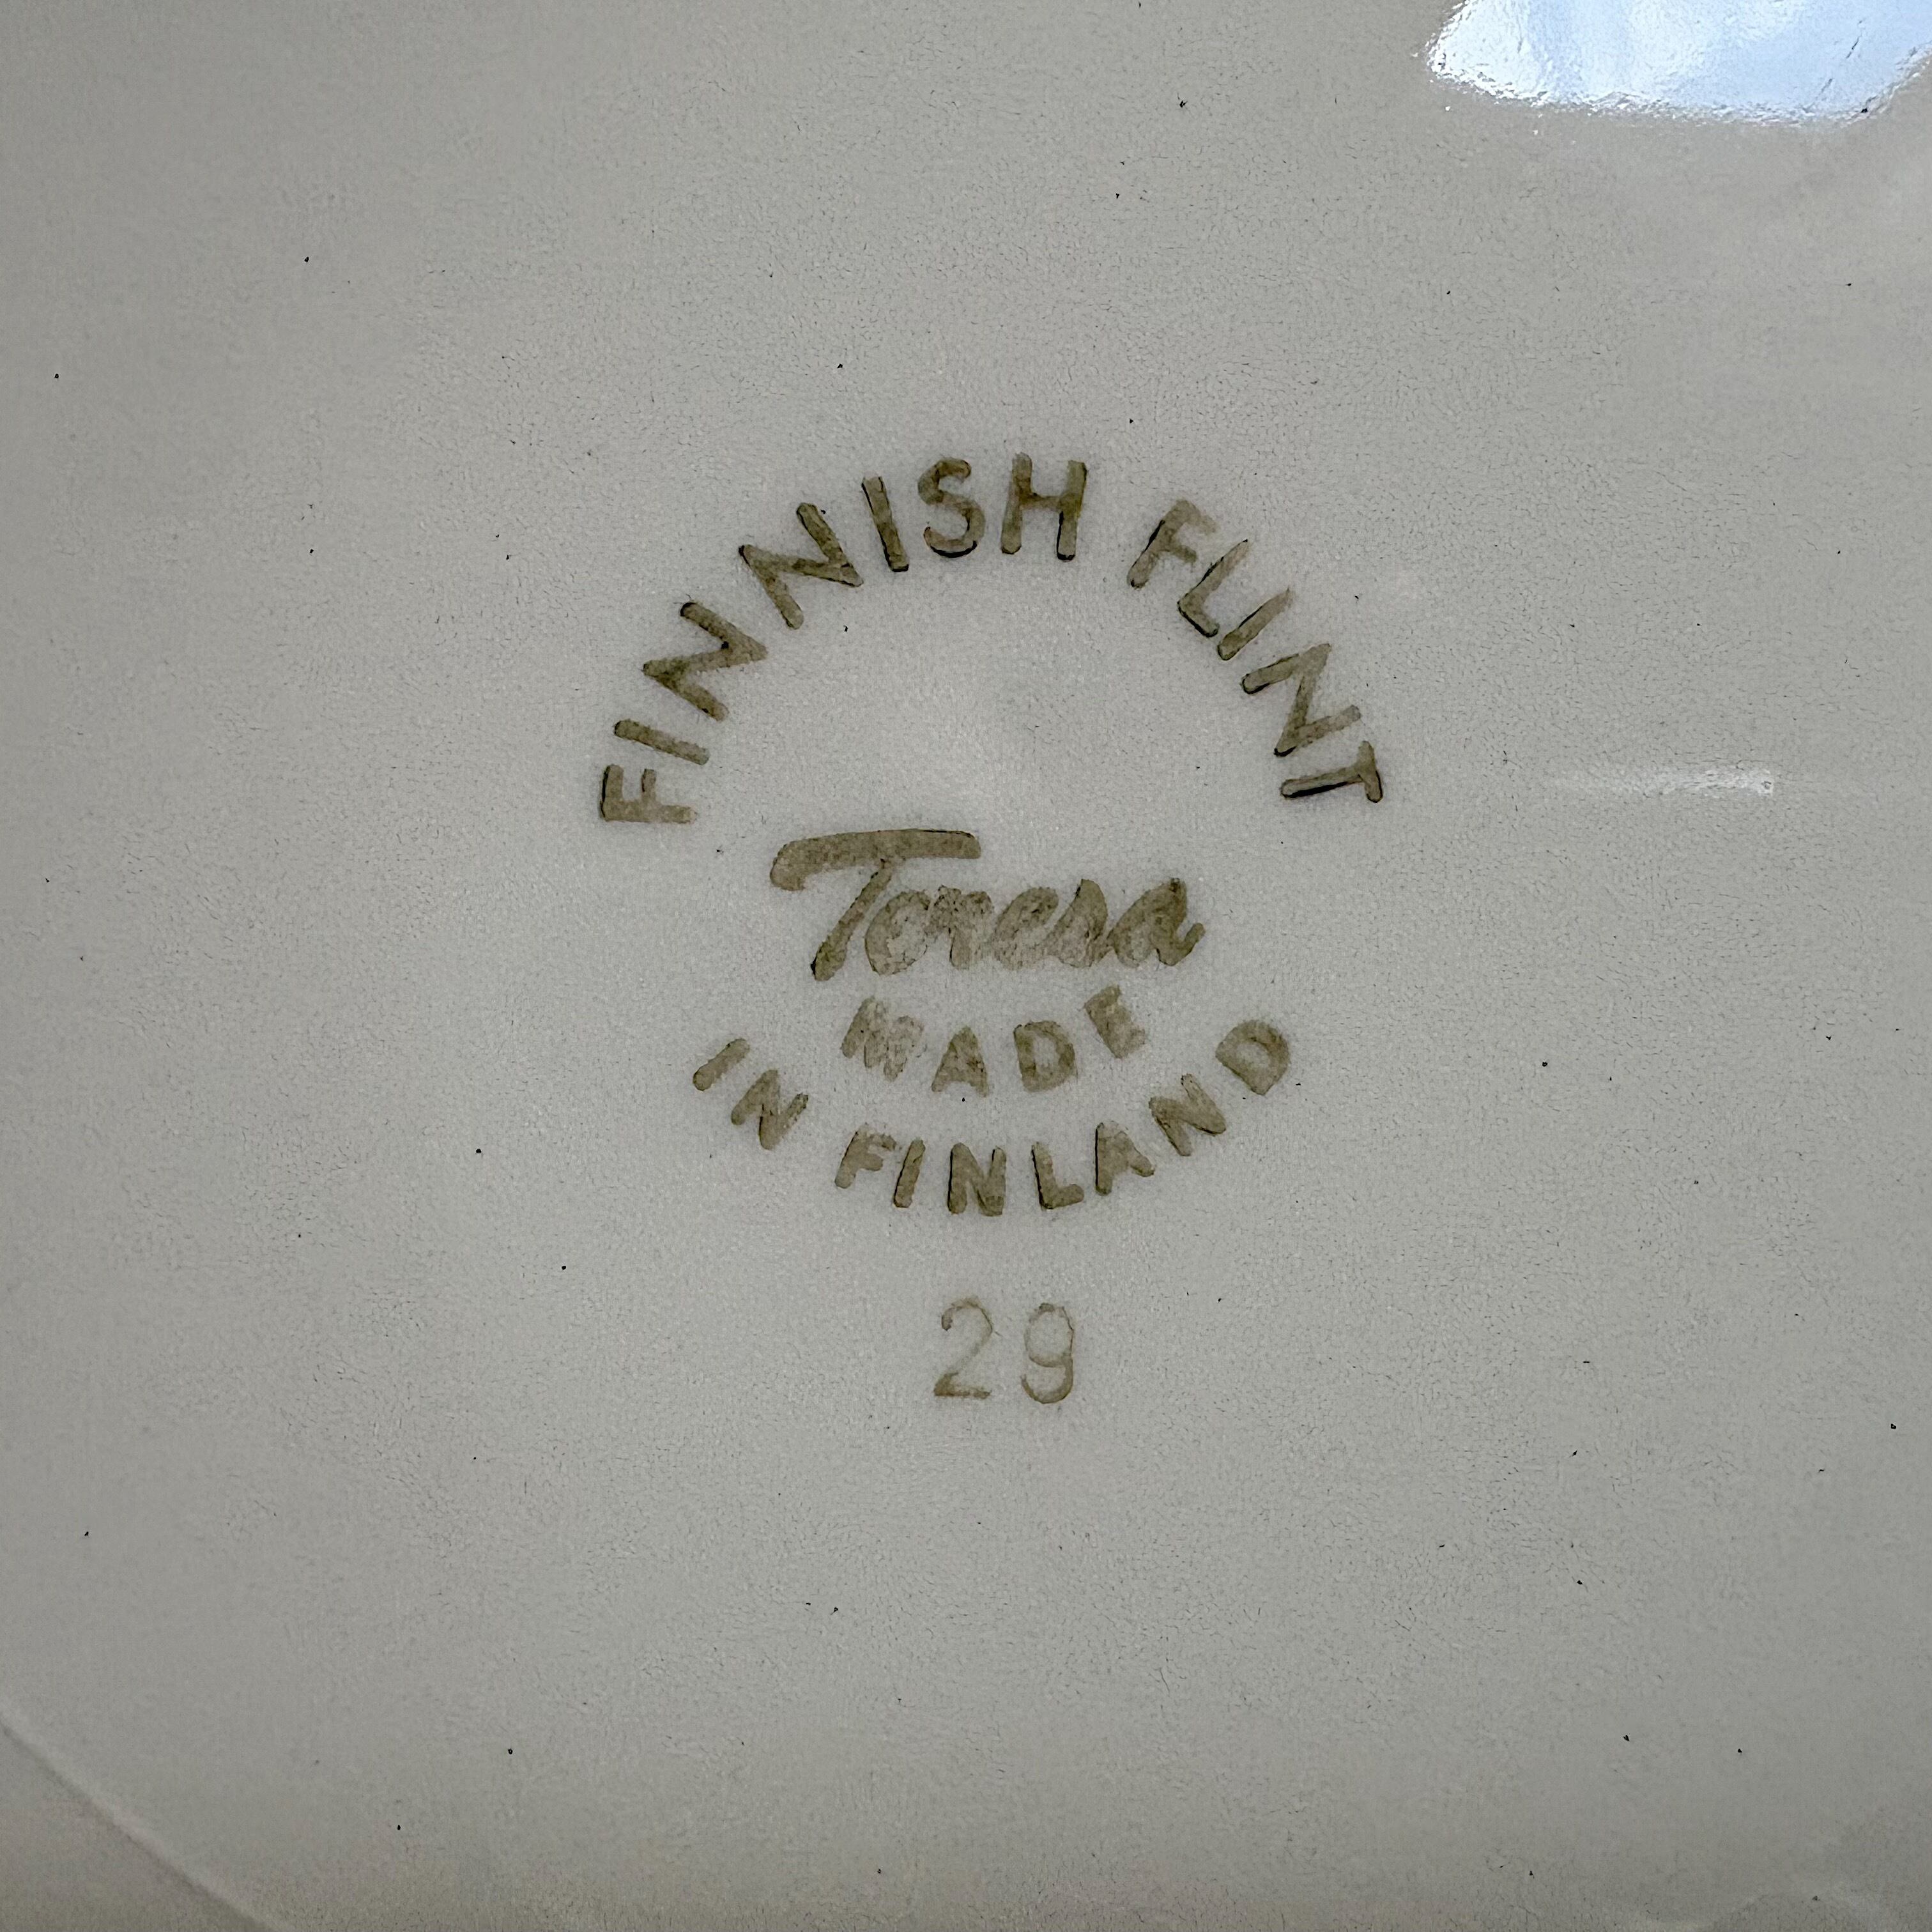 FINNISH FLINT
Teresa
MADE
IN FINLAND
29